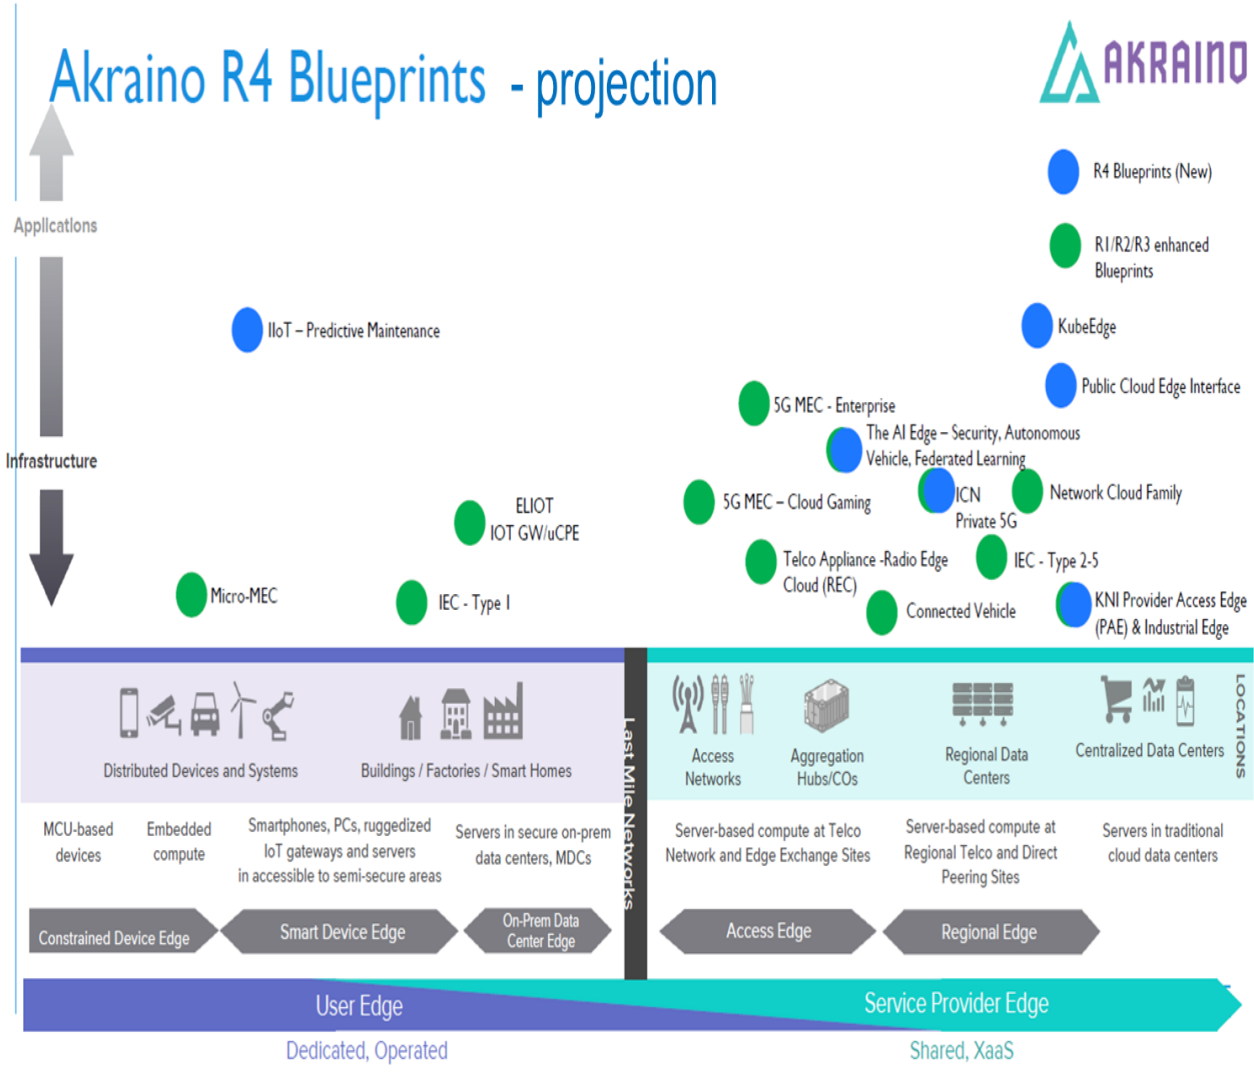 Akraino R4 Blueprints - projection
AKRAINO
R4 Blueprints (New)
R1/R2/R3 enhanced
Blueprints
Applications
Infrastructure
IIoT – Predictive Maintenance
KubeEdge
Public Cloud Edge Interface
5G MEC - Enterprise
The AI Edge – Security, Autonomous
Vehicle, Federated Learning
5G MEC – Cloud Gaming
ICN
Private 5G
Network Cloud Family
ELIOT
IOT GW/uCPE
Telco Appliance -Radio Edge
Cloud (REC)
IEC - Type 2-5
Micro-MEC
IEC - Type 1
Connected Vehicle
KNI Provider Access Edge
(PAE) & Industrial Edge
Distributed Devices and Systems
Buildings / Factories / Smart Homes
Last Mile Networks
Access
Networks
Aggregation
Hubs/COs
Regional Data
Centers
Centralized Data Centers
LOCATIONS
MCU-based
devices
Embedded
compute
Smartphones, PCs, ruggedized
IoT gateways and servers
in accessible to semi-secure areas
Servers in secure on-prem
data centers, MDCs
Server-based compute at Telco
Network and Edge Exchange Sites
Server-based compute at
Regional Telco and Direct
Peering Sites
Servers in traditional
cloud data centers
Constrained Device Edge
Smart Device Edge
On-Prem Data
Center Edge
Access Edge
Regional Edge
User Edge
Service Provider Edge
Dedicated, Operated
Shared, XaaS